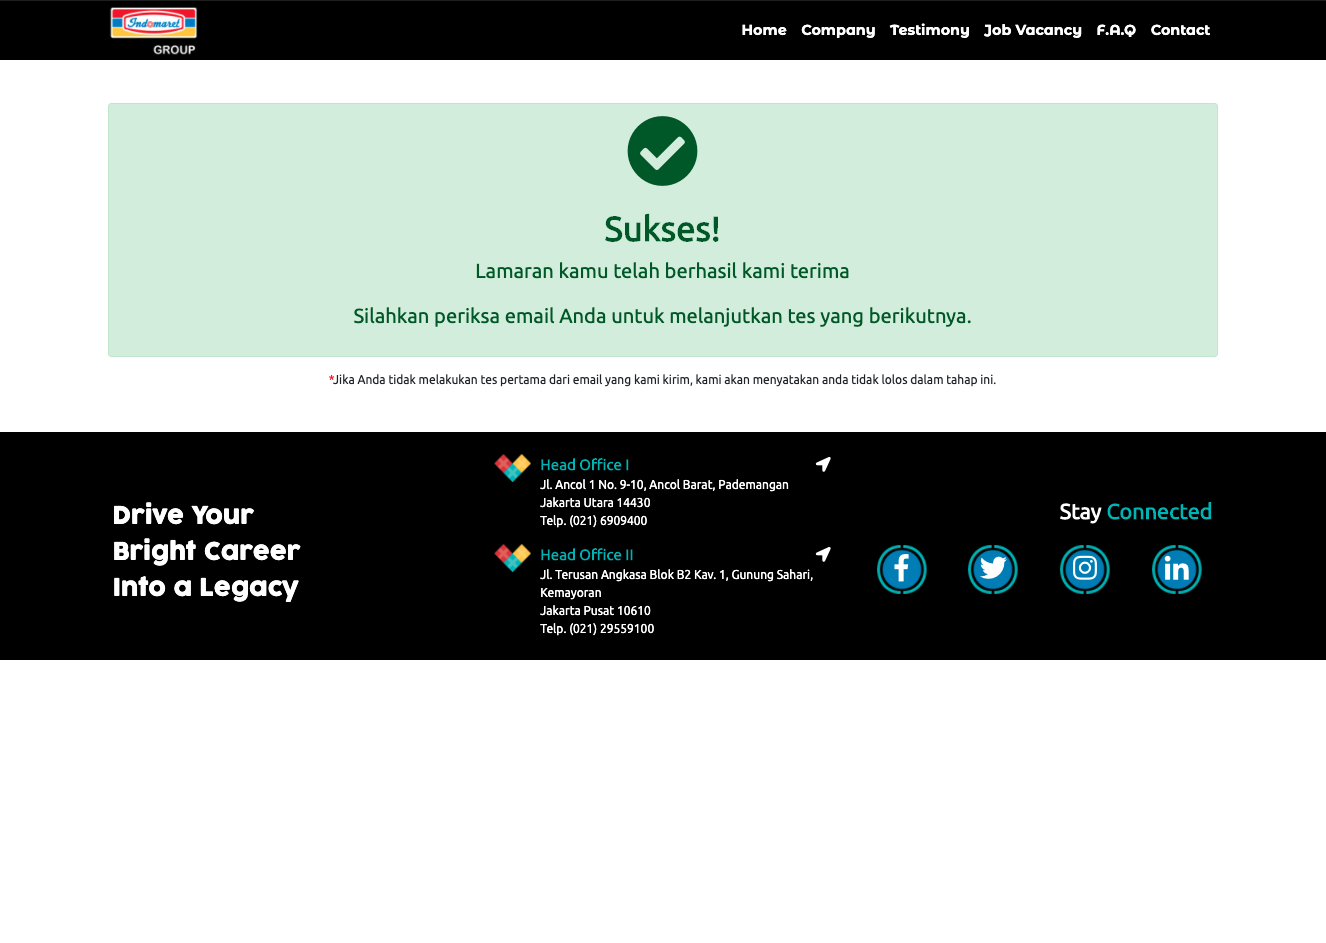 Indomaret
GROUP
Home Company Testimony Job Vacancy F.A.Q Contact
Sukses!
Lamaran kamu telah berhasil kami terima
Silahkan periksa email Anda untuk melanjutkan tes yang berikutnya.
*Jika Anda tidak melakukan tes pertama dari email yang kami kirim, kami akan menyatakan anda tidak lolos dalam tahap ini.
Drive Your
Bright Career
Into a Legacy
Head Office I
Jl. Ancol 1 No. 9-10, Ancol Barat, Pademangan
Jakarta Utara 14430
Telp. (021) 6909400
Head Office II
Jl. Terusan Angkasa Blok B2 Kav. 1, Gunung Sahari,
Kemayoran
Jakarta Pusat 10610
Telp. (021) 29559100
Stay Connected